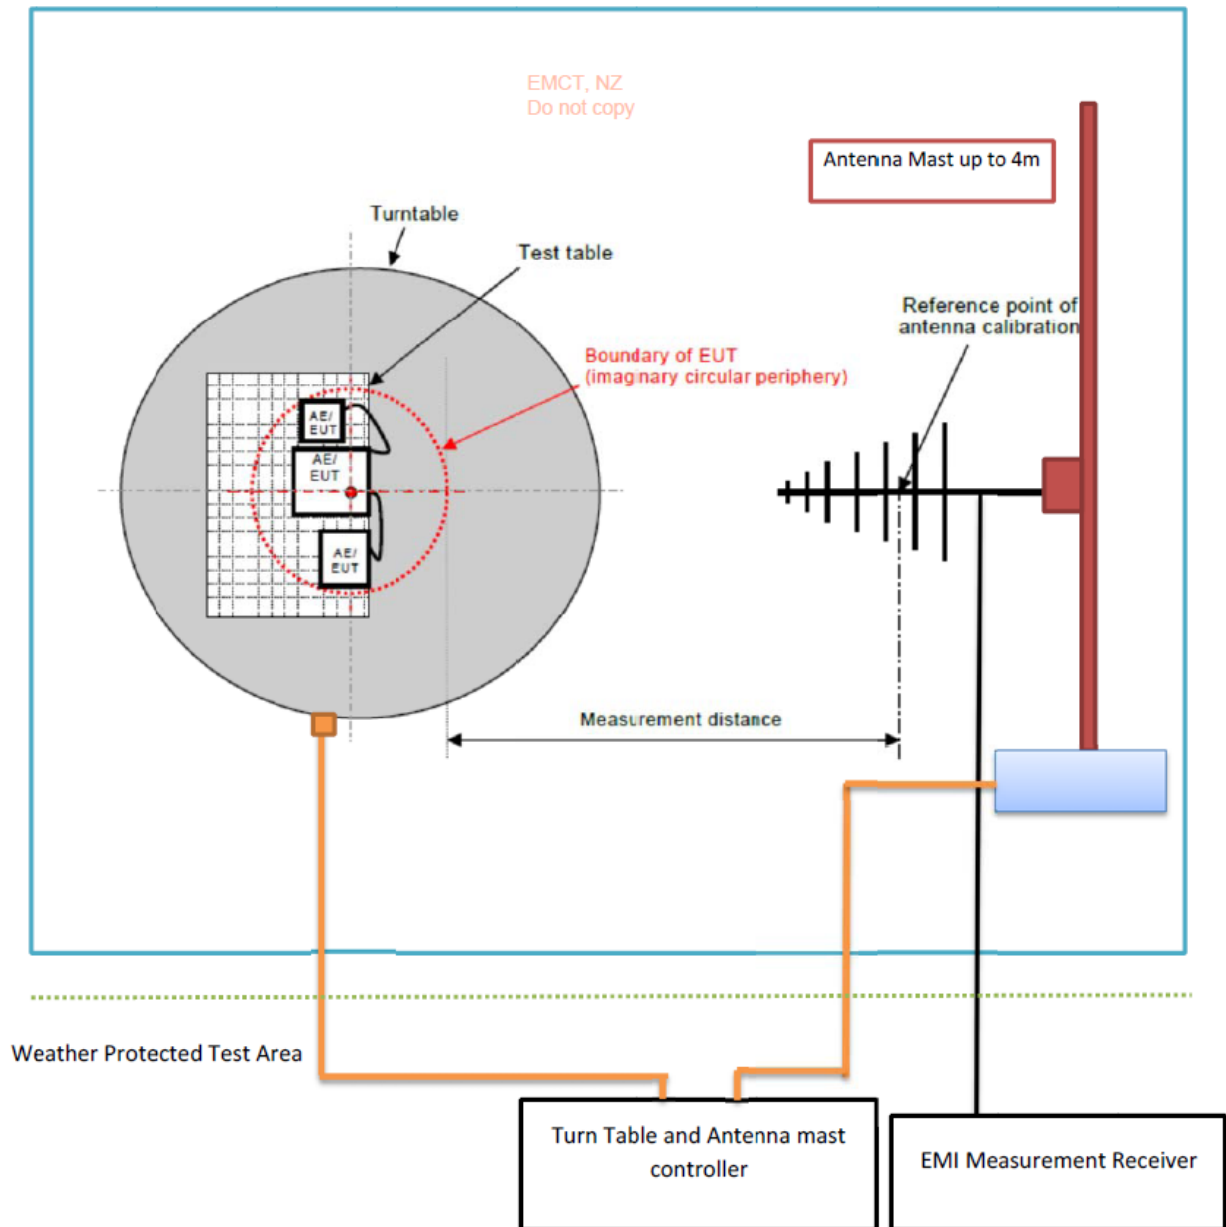 EMCT, NZ
Do not copy
Antenna Mast up to 4m
Turntable
Test table
Reference point of
antenna calibration
Boundary of EUT
(imaginary circular periphery)
AE/
EUT
AE/
EUT
AE/
EUT
Measurement distance
Weather Protected Test Area
Turn Table and Antenna mast
controller
EMI Measurement Receiver